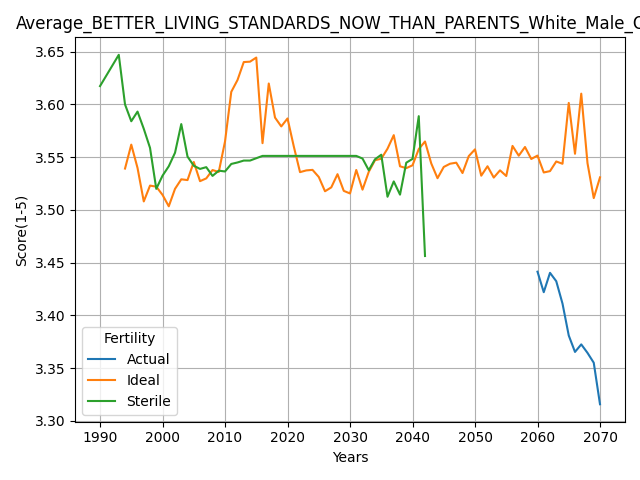 Average_BETTER_LIVING_STANDARDS_NOW_THAN_PARENTS_White_Male_
3.65
3.60
3.55
3.50
3.45
3.40
3.35
3.30
Score(1-5)
Fertility
Actual
Ideal
Sterile
1990 2000 2010 2020 2030 2040 2050 2060 2070
Years